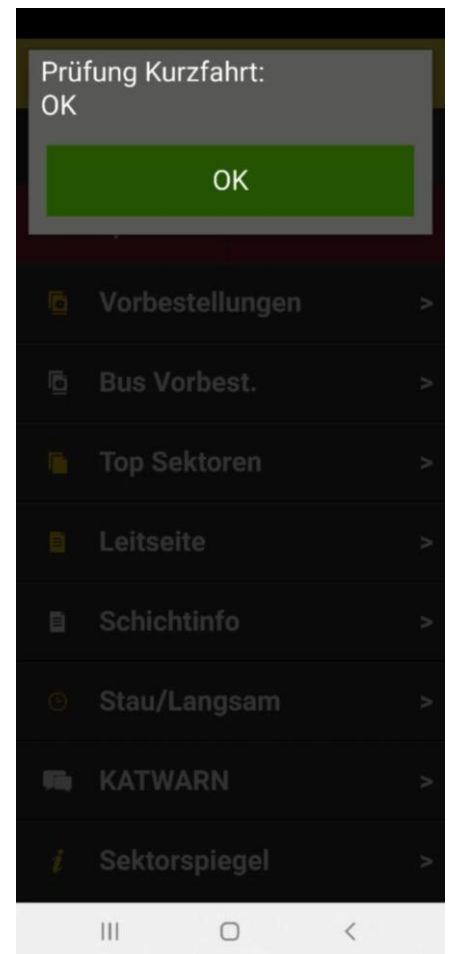 Prüfung Kurzfahrt:
OK
OK
Vorbestellungen >
Bus Vorbest. >
Top Sektoren >
Leitseite >
Schichtinfo >
Stau/Langsam >
KATWARN >
Sektorspiegel >